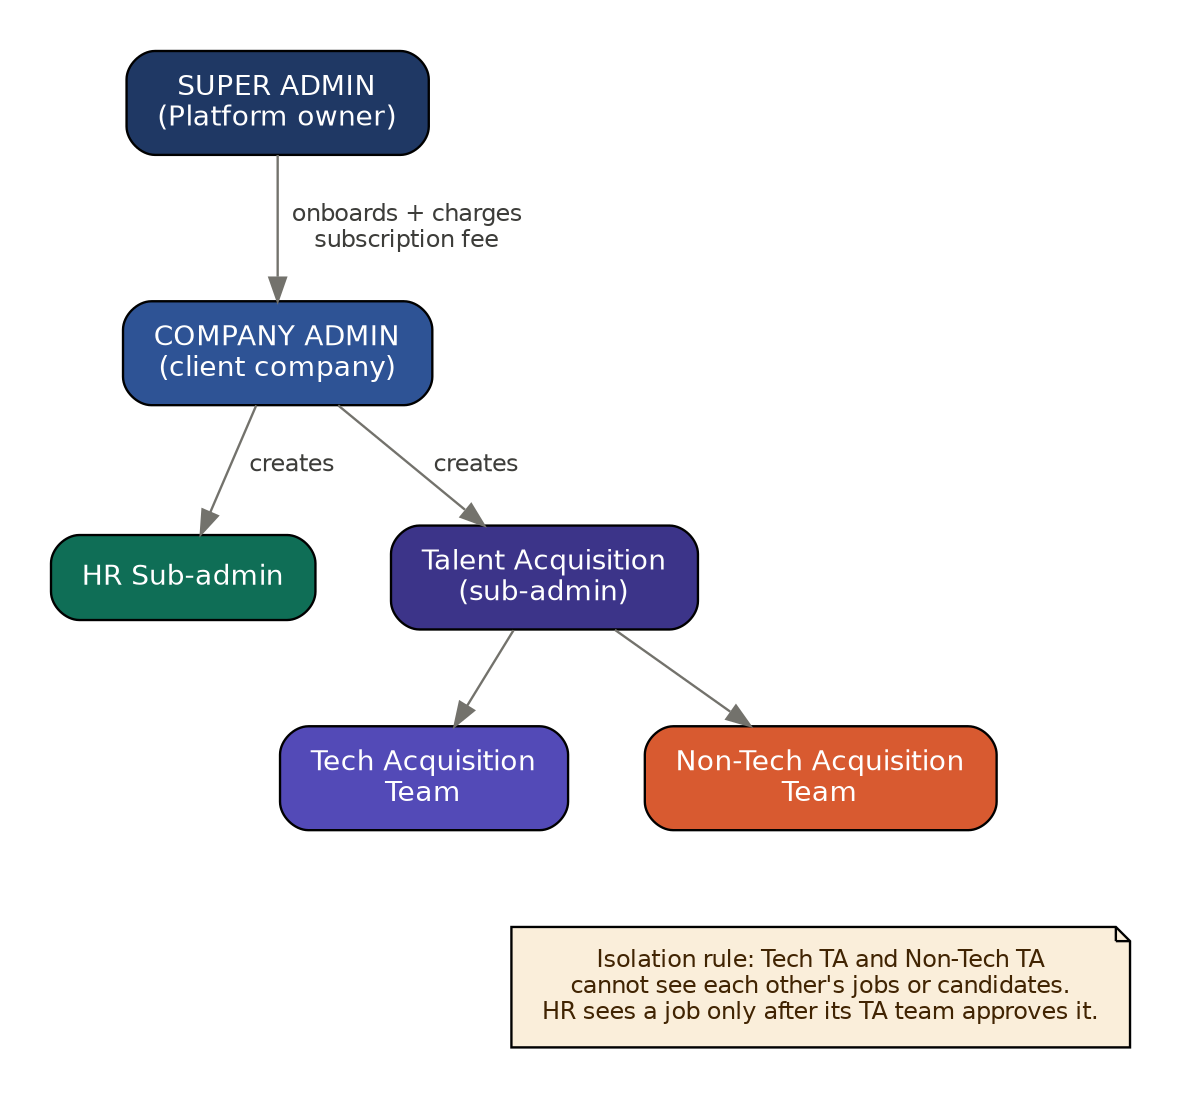 SUPER ADMIN
(Platform owner)
onboards + charges
subscription fee
COMPANY ADMIN
(client company)
creates
creates
HR Sub-admin
Talent Acquisition
(sub-admin)
Tech Acquisition
Team
Non-Tech Acquisition
Team
Isolation rule: Tech TA and Non-Tech TA
cannot see each other's jobs or candidates.
HR sees a job only after its TA team approves it.